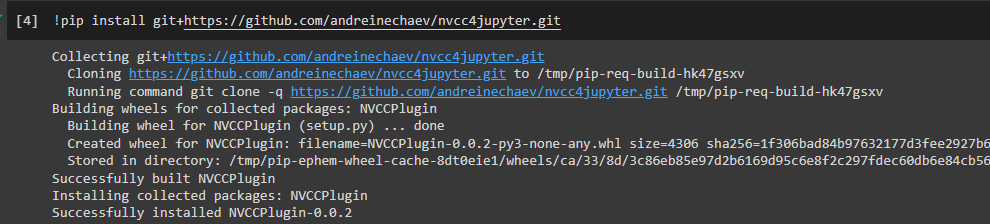 [4] !pip install git+https://github.com/andreinechaev/nvcc4jupyter.git
Collecting git+https://github.com/andreinechaev/nvcc4jupyter.git
Cloning https://github.com/andreinechaev/nvcc4jupyter.git to /tmp/pip-req-build-hk47gsxv
Running command git clone -q https://github.com/andreinechaev/nvcc4jupyter.git /tmp/pip-req-build-hk47gsxv
Building wheels for collected packages: NVCCPlugin
Building wheel for NVCCPlugin (setup.py) ... done
Created wheel for NVCCPlugin: filename=NVCCPlugin-0.0.2-py3-none-any.whl size=4306 sha256=1f306bad84b97632177d3fee2927b6
Stored in directory: /tmp/pip-ephem-wheel-cache-8dt0eie1/wheels/ca/33/8d/3c86eb85e97d2b6169d95c6e8f2c297fdec60db6e84cb56
Successfully built NVCCPlugin
Installing collected packages: NVCCPlugin
Successfully installed NVCCPlugin-0.0.2